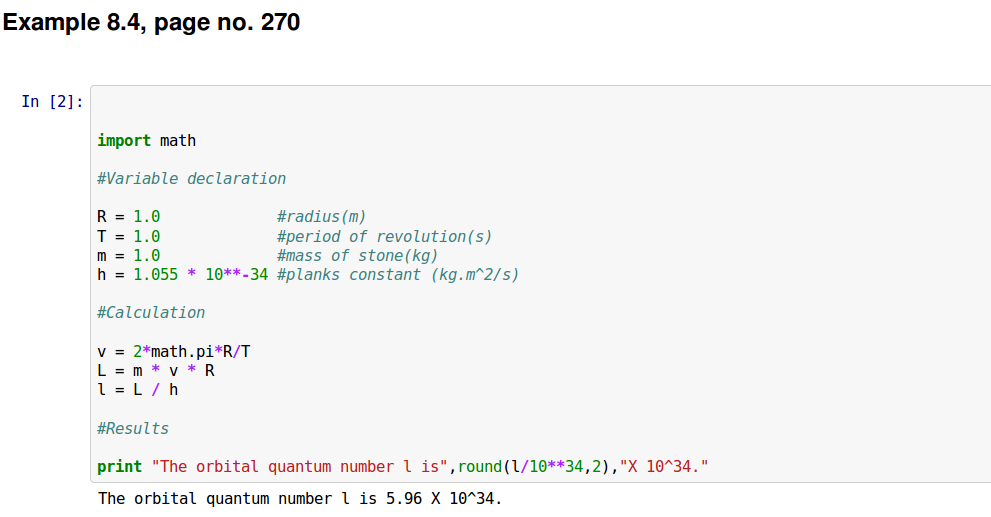 Example 8.4, page no. 270
In [2]:
import math
#Variable declaration
R = 1.0 #radius(m)
T = 1.0 #period of revolution(s)
m = 1.0 #mass of stone(kg)
h = 1.055 * 10**-34 #planks constant (kg.m^2/s)
#Calculation
v = 2*math.pi*R/T
L = m * v * R
l = L / h
#Results
print "The orbital quantum number l is",round(l/10**34,2),"X 10^34."
The orbital quantum number l is 5.96 X 10^34.